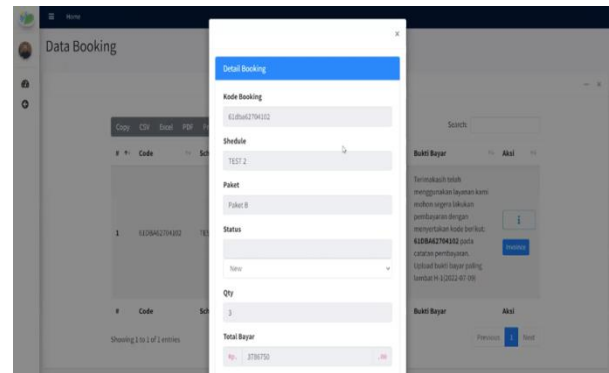 Home
Data Booking
×
Detail Booking
Kode Booking
61dba62704102
Shedule
TEST 2
Paket
Paket B
Status
New
Qty
3
Total Bayar
Rp. 3786750 .00
Copy CSV Excel PDF
Search:
# Code Sch Bukti Bayar Aksi
1 61DBA62704102 TES
Terimakasih telah
menggunakan layanan kami
mohon segera lakukan
pembayaran dengan
menyertakan kode berikut:
61DBA62704102 pada
catatan pembayaran.
Upload bukti bayar paling
lambat H-1(2022-07-09)
i
# Code Sch Bukti Bayar Aksi
Showing 1 to 1 of 1 entries
Previous 1 Next